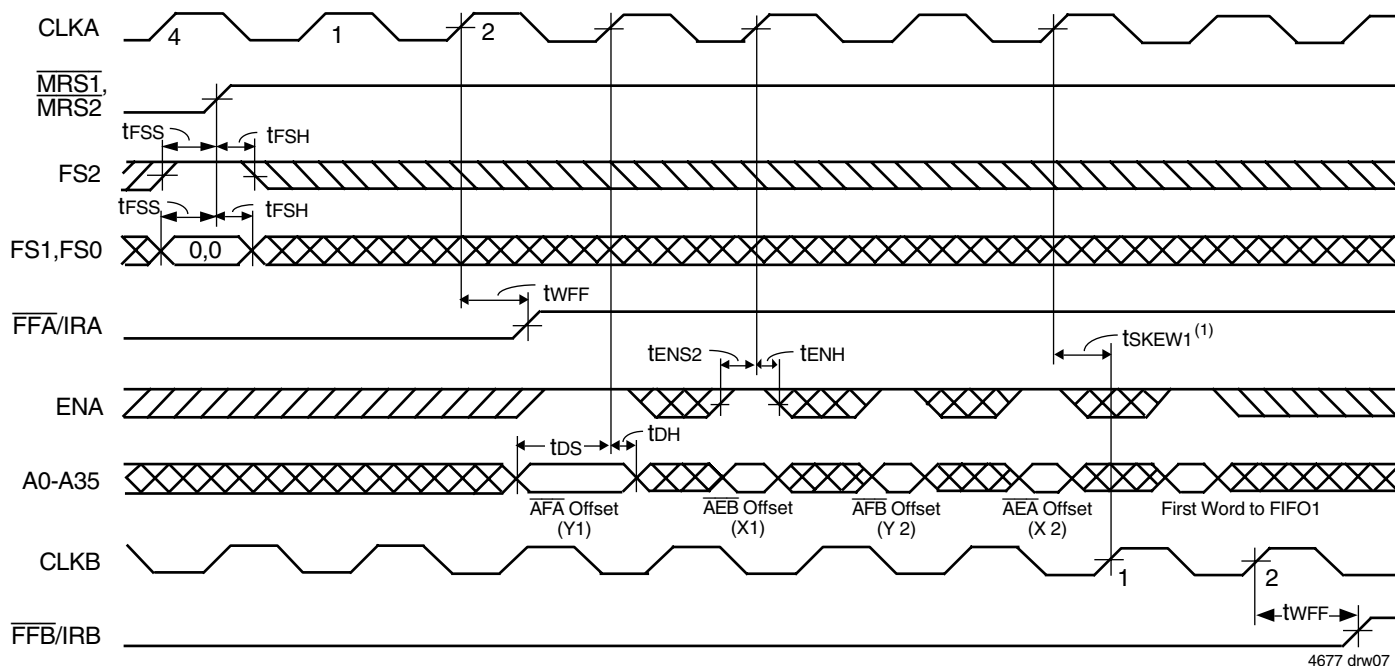 CLKA
4
1
2
MRS1,
MRS2
tFSS
tFSH
FS2
tFSS
tFSH
FS1,FS0
0,0
tWFF
FFA/IRA
tSKEW1(1)
tENS2
tENH
ENA
tDS
tDH
A0-A35
AFA Offset
(Y1)
AEB Offset
(X1)
AFB Offset
(Y 2)
AEA Offset
(X 2)
First Word to FIFO1
CLKB
1
2
tWFF
FFB/IRB
4677 drw07